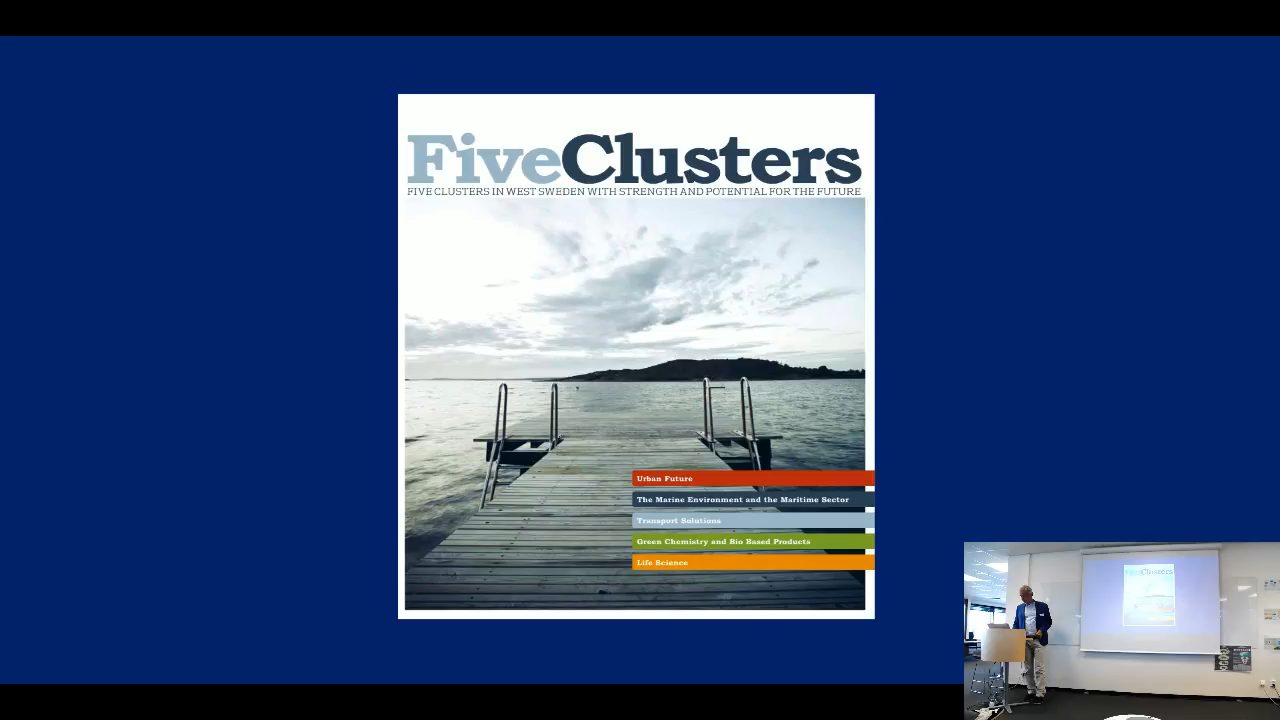 FiveClusters
FIVE CLUSTERS IN WEST SWEDEN WITH STRENGTH AND POTENTIAL FOR THE FUTURE
Urban Future
The Marine Environment and the Maritime Sector
Transport Solutions
Green Chemistry and Bio Based Products
Life Science
FiveClusters